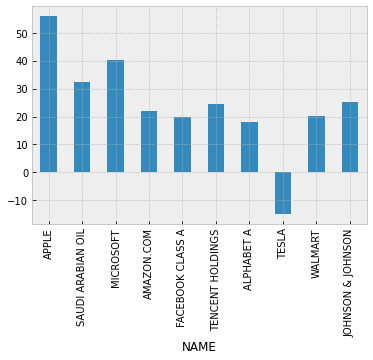 50
40
30
20
10
0
−10
APPLE
SAUDI ARABIAN OIL
MICROSOFT
AMAZON.COM
FACEBOOK CLASS A
TENCENT HOLDINGS
ALPHABET A
TESLA
WALMART
JOHNSON & JOHNSON
NAME